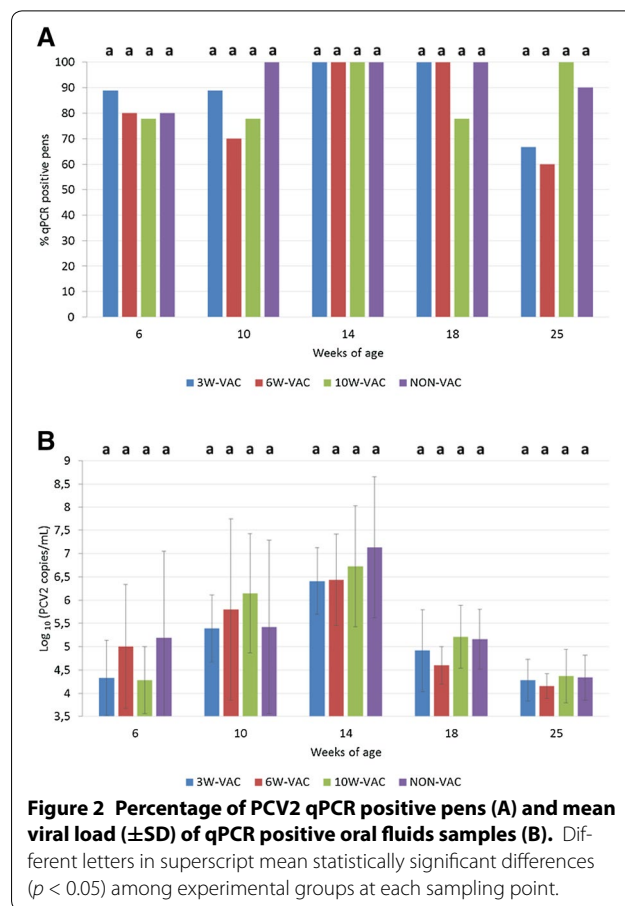 A
a a a a a a a a a a a a a a a a a a a a
100
90
80
70
60
50
40
30
20
10
0
% qPCR positive pens
6 10 14 18 25
Weeks of age
3W-VAC 6W-VAC 10W-VAC NON-VAC
B
a a a a a a a a a a a a a a a a a a a a
9
8,5
8
7,5
7
6,5
6
5,5
5
4,5
4
3,5
Log 10 (PCV2 copies/mL)
6 10 14 18 25
Weeks of age
3W-VAC 6W-VAC 10W-VAC NON-VAC
Figure 2 Percentage of PCV2 qPCR positive pens (A) and mean
viral load (±SD) of qPCR positive oral fluids samples (B). Dif-
ferent letters in superscript mean statistically significant differences
(p < 0.05) among experimental groups at each sampling point.